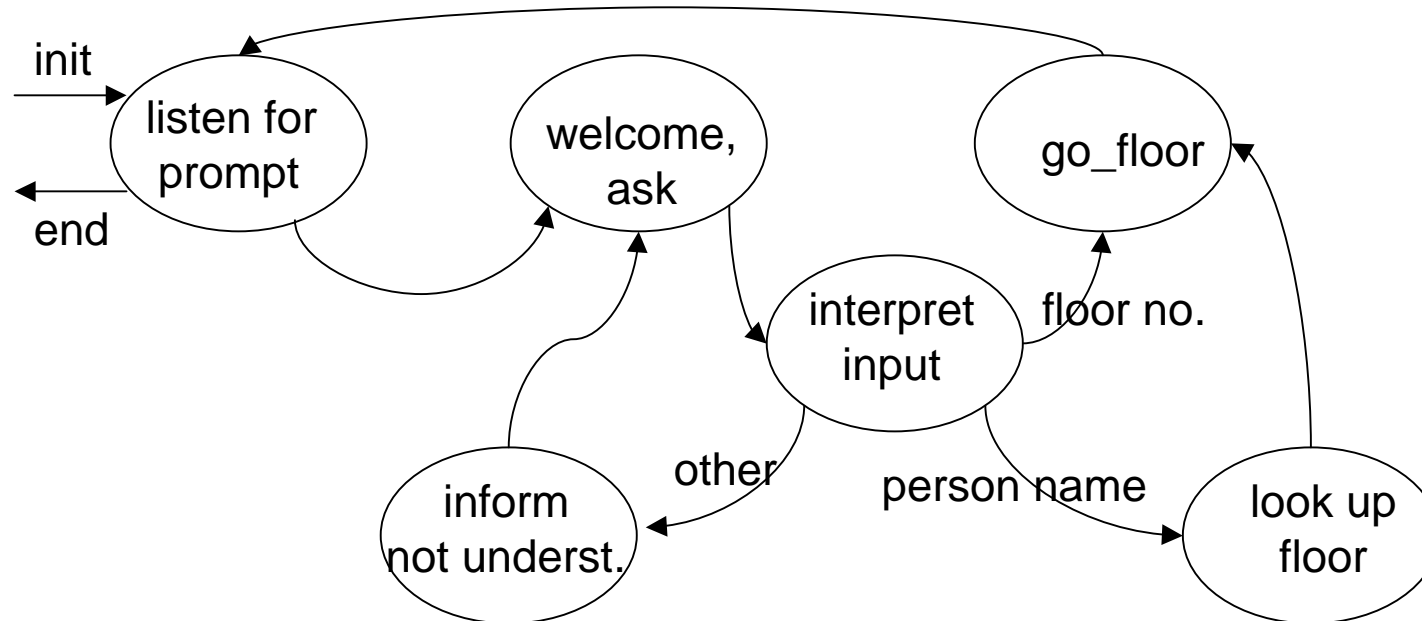 init
listen for
prompt
end
welcome,
ask
go_floor
interpret
input
floor no.
other
person name
inform
not underst.
look up
floor